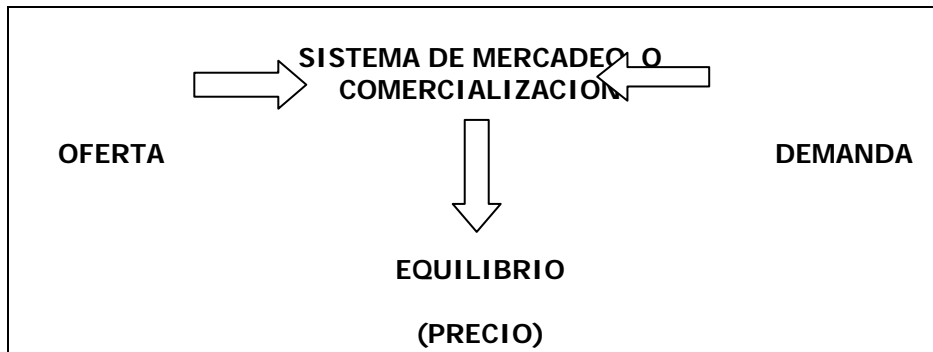 SISTEMA DE MERCADEO O
COMERCIALIZACION
OFERTA
DEMANDA
EQUILIBRIO
(PRECIO)